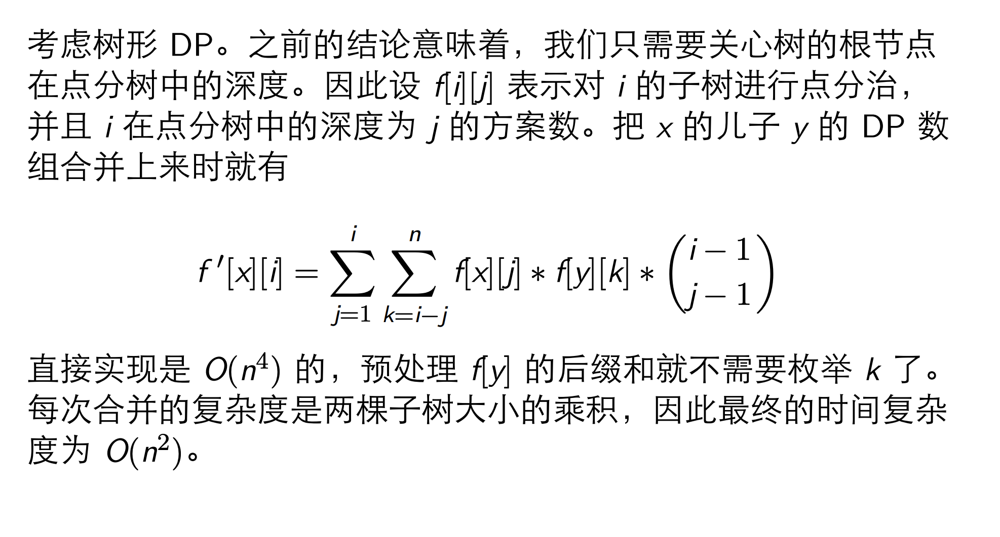 考虑树形 DP。之前的结论意味着，我们只需要关心树的根节点
在点分树中的深度。因此设 f[i][j] 表示对 i 的子树进行点分治，
并且 i 在点分树中的深度为 j 的方案数。把 x 的儿子 y 的 DP 数
组合并上来时就有
f ′[x][i] = \sum_{j=1}^{i} \sum_{k=i−j}^{n} f[x][j] ∗ f[y][k] ∗ \binom{i − 1}{j − 1}
直接实现是 O(n^4) 的，预处理 f[y] 的后缀和就不需要枚举 k 了。
每次合并的复杂度是两棵子树大小的乘积，因此最终的时间复杂
度为 O(n^2)。